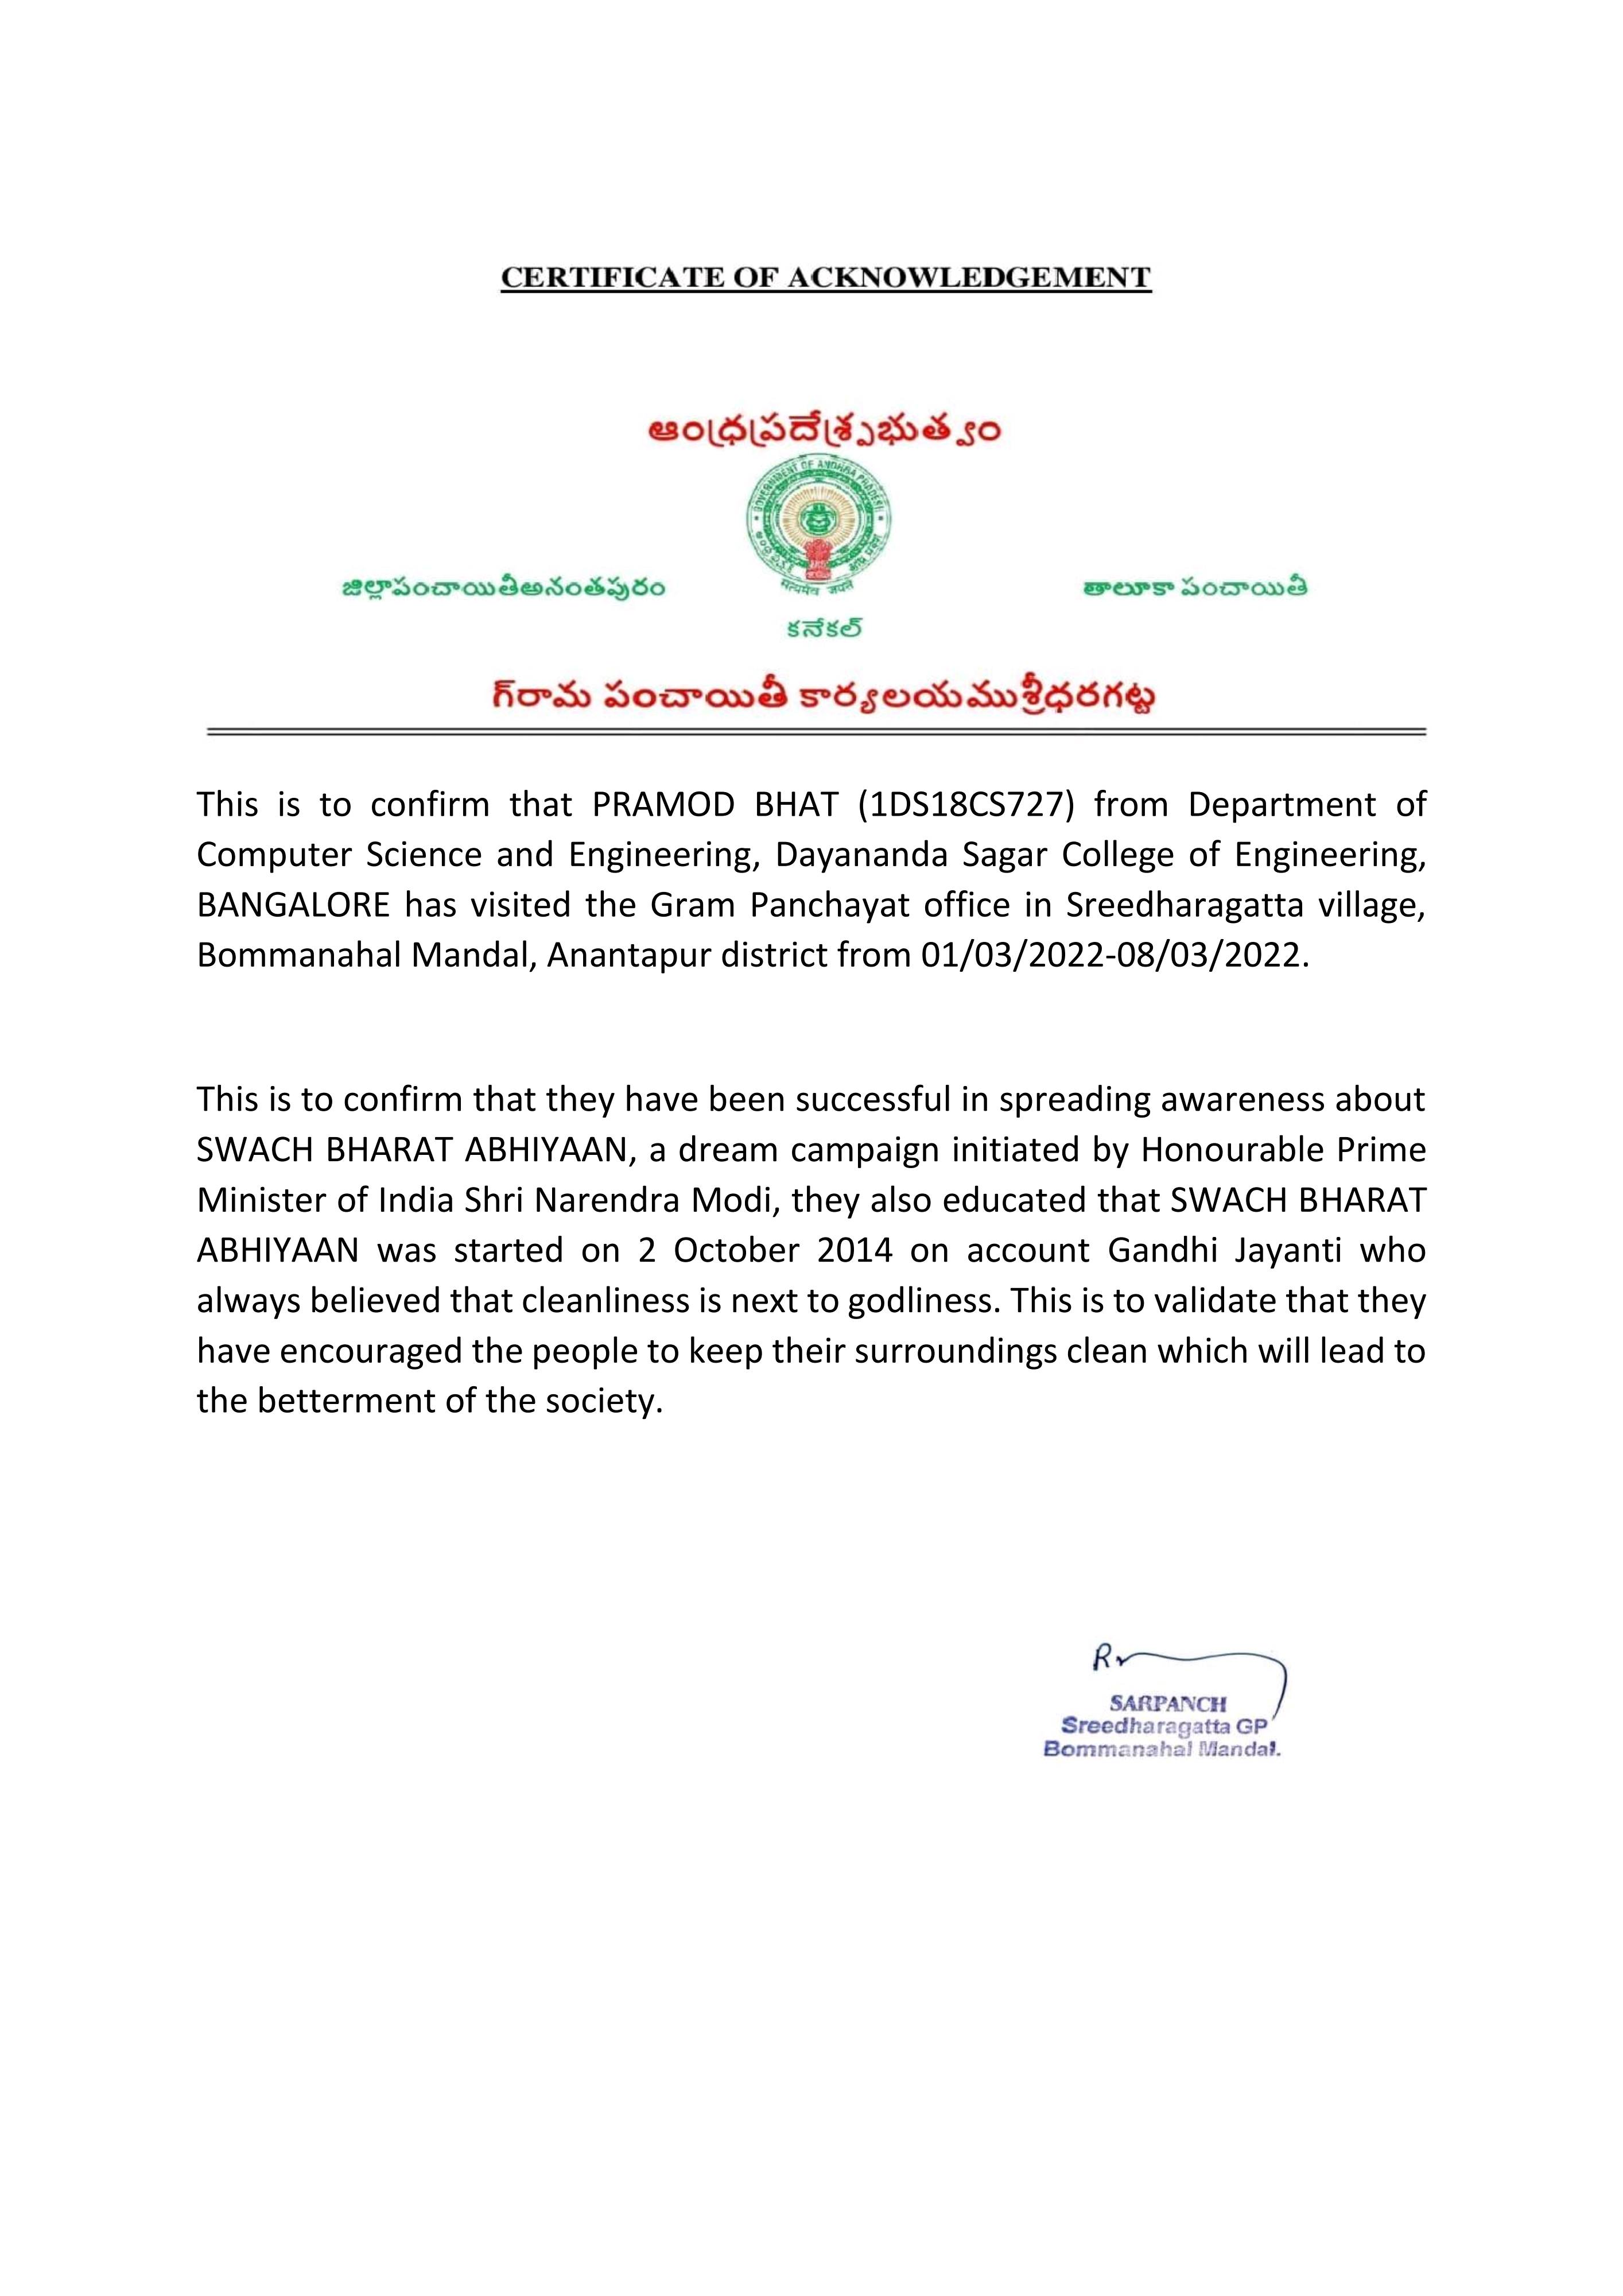 CERTIFICATE OF ACKNOWLEDGEMENT
ఆంధ్రప్రదేశ్ప్రభుత్వం
GOVERNMENT OF ANDHRA PRADESH
सत्यमेव जयते
జిల్లాపంచాయితీఅనంతపురం తాలూకా పంచాయితీ
కనేకల్
గ్‌రామ పంచాయితీ కార్యలయముశ్రీధరగట్ట
This is to confirm that PRAMOD BHAT (1DS18CS727) from Department of
Computer Science and Engineering, Dayananda Sagar College of Engineering,
BANGALORE has visited the Gram Panchayat office in Sreedharagatta village,
Bommanahal Mandal, Anantapur district from 01/03/2022-08/03/2022.
This is to confirm that they have been successful in spreading awareness about
SWACH BHARAT ABHIYAAN, a dream campaign initiated by Honourable Prime
Minister of India Shri Narendra Modi, they also educated that SWACH BHARAT
ABHIYAAN was started on 2 October 2014 on account Gandhi Jayanti who
always believed that cleanliness is next to godliness. This is to validate that they
have encouraged the people to keep their surroundings clean which will lead to
the betterment of the society.
SARPANCH
Sreedharagatta GP
Bommanahal Mandal.